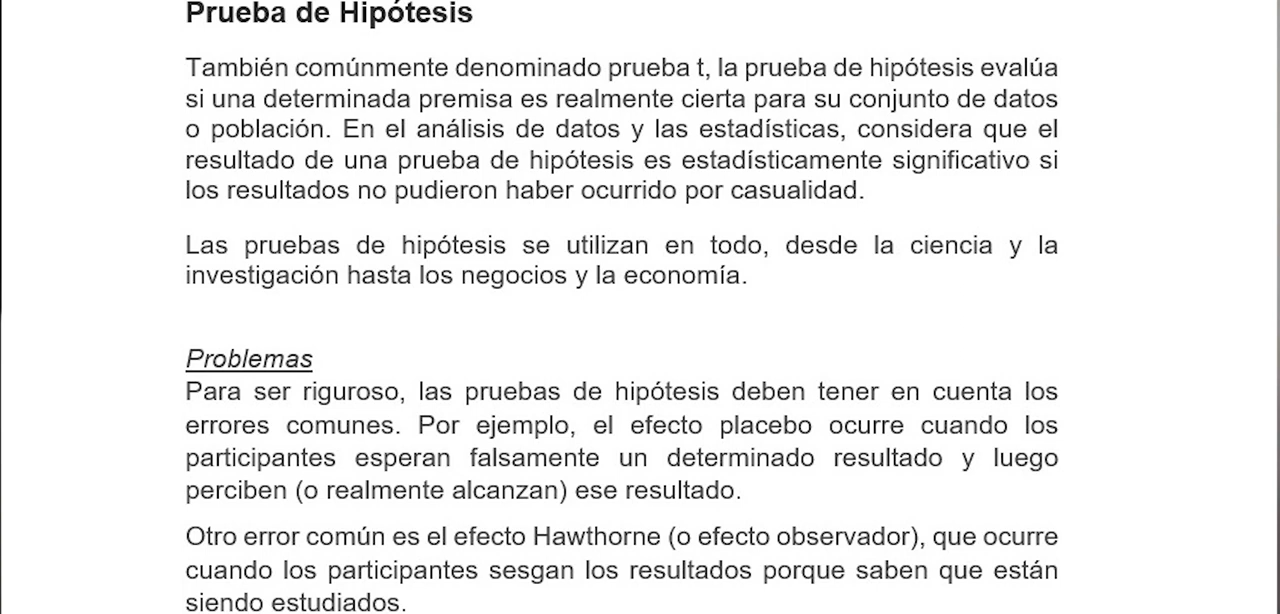 Prueba de Hipótesis
También comúnmente denominado prueba t, la prueba de hipótesis evalúa
si una determinada premisa es realmente cierta para su conjunto de datos
o población. En el análisis de datos y las estadísticas, considera que el
resultado de una prueba de hipótesis es estadísticamente significativo si
los resultados no pudieron haber ocurrido por casualidad.
Las pruebas de hipótesis se utilizan en todo, desde la ciencia y la
investigación hasta los negocios y la economía.
Problemas
Para ser riguroso, las pruebas de hipótesis deben tener en cuenta los
errores comunes. Por ejemplo, el efecto placebo ocurre cuando los
participantes esperan falsamente un determinado resultado y luego
perciben (o realmente alcanzan) ese resultado.
Otro error común es el efecto Hawthorne (o efecto observador), que ocurre
cuando los participantes sesgan los resultados porque saben que están
siendo estudiados.